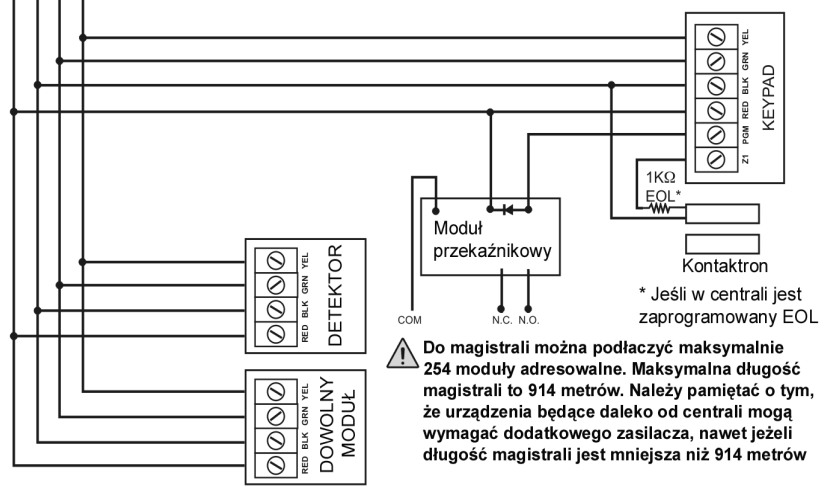 YEL
GRN
BLK
RED
PGM
Z1
KEYPAD
1KΩ
EOL*
Moduł
przekaźnikowy
Kontaktron
COM
N.C. N.O.
* Jeśli w centrali jest
zaprogramowany EOL
YEL
GRN
BLK
RED
DETEKTOR
YEL
GRN
BLK
RED
DOWOLNY
MODUŁ
Do magistrali można podłaczyć maksymalnie
254 moduły adresowalne. Maksymalna długość
magistrali to 914 metrów. Należy pamiętać o tym,
że urządzenia będące daleko od centrali mogą
wymagać dodatkowego zasilacza, nawet jeżeli
długość magistrali jest mniejsza niż 914 metrów